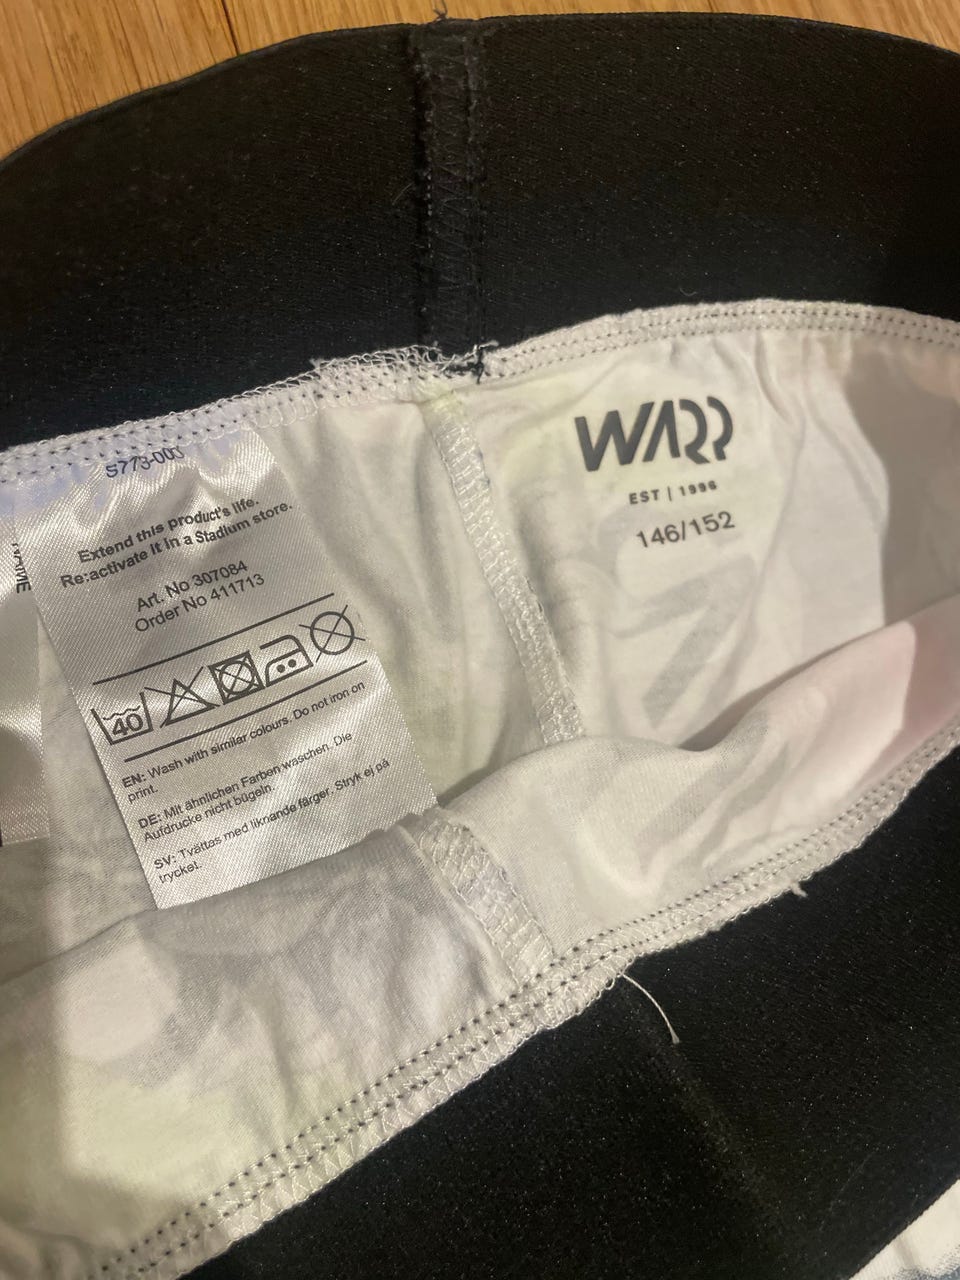 5773-003
Extend this product's life.
Re:activate it in a Stadium store.
Art. No 307084
Order No 411713
40
EN: Wash with similar colours. Do not iron on
print.
DE: Mit ähnlichen Farben waschen. Die
Aufdrucke nicht bügeln.
SV: Tvättas med liknande färger. Stryk ej på
trycket.
WARP
EST | 1996
146/152